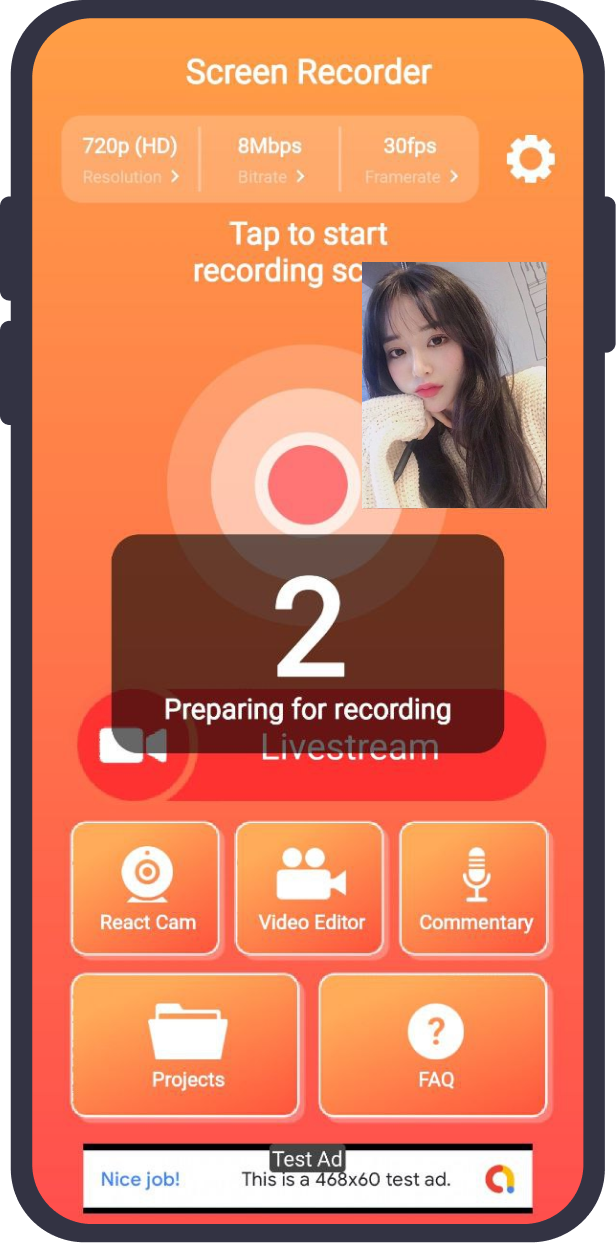 Screen Recorder
720p (HD) 8Mbps 30fps
Resolution > Bitrate > Framerate >
Tap to start
recording sc
2
Preparing for recording
Livestream
React Cam Video Editor Commentary
Projects FAQ
?
Test Ad
Nice job! This is a 468x60 test ad.